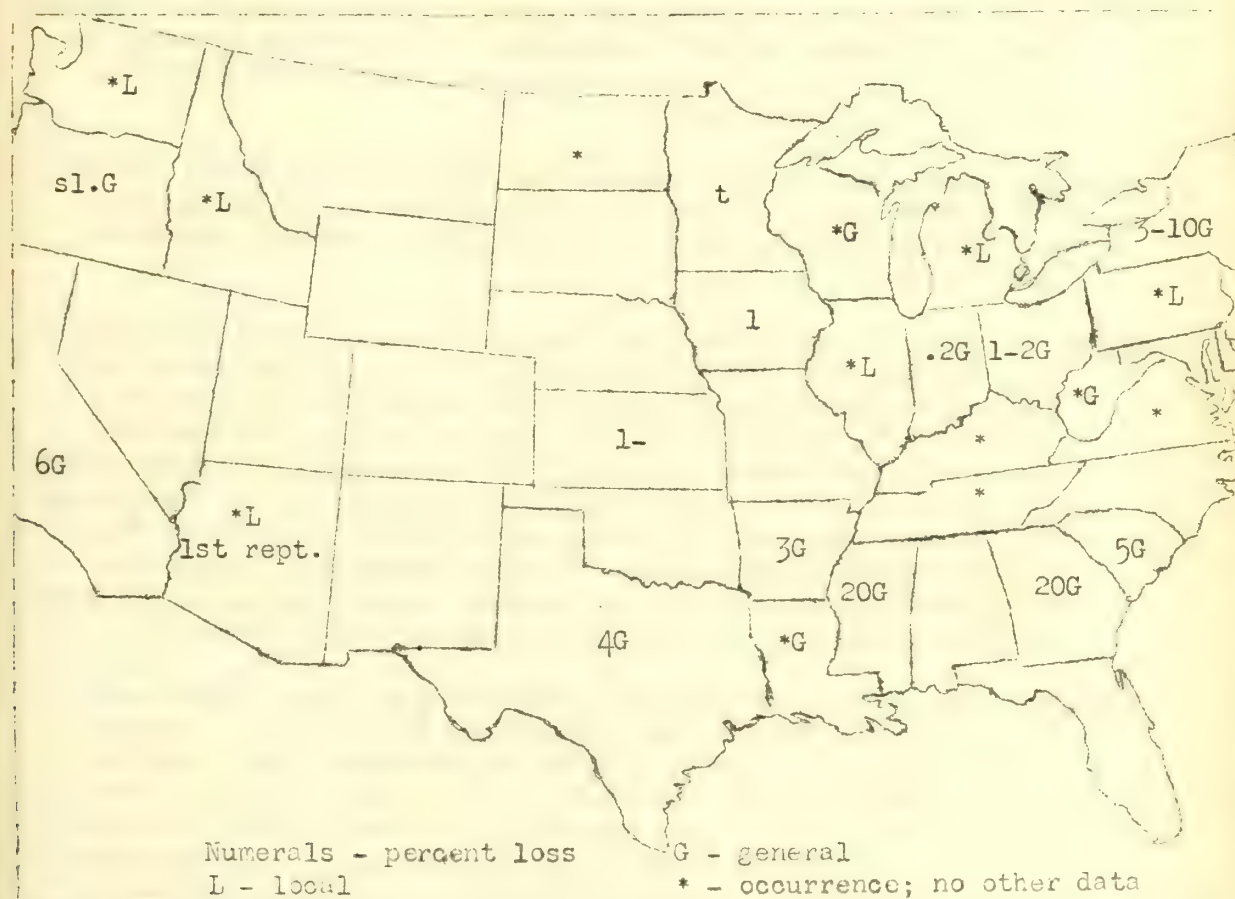 *L
*
sl.G
*L
t
*G
*L
3-10G
*L
1
.2G
1-2G
*L
*G
*
*
1-
6G
*
*L
1st rept.
3G
5G
20G
20G
*G
4G
Numerals - percent loss
G - general
L - local
* - occurrence; no other data